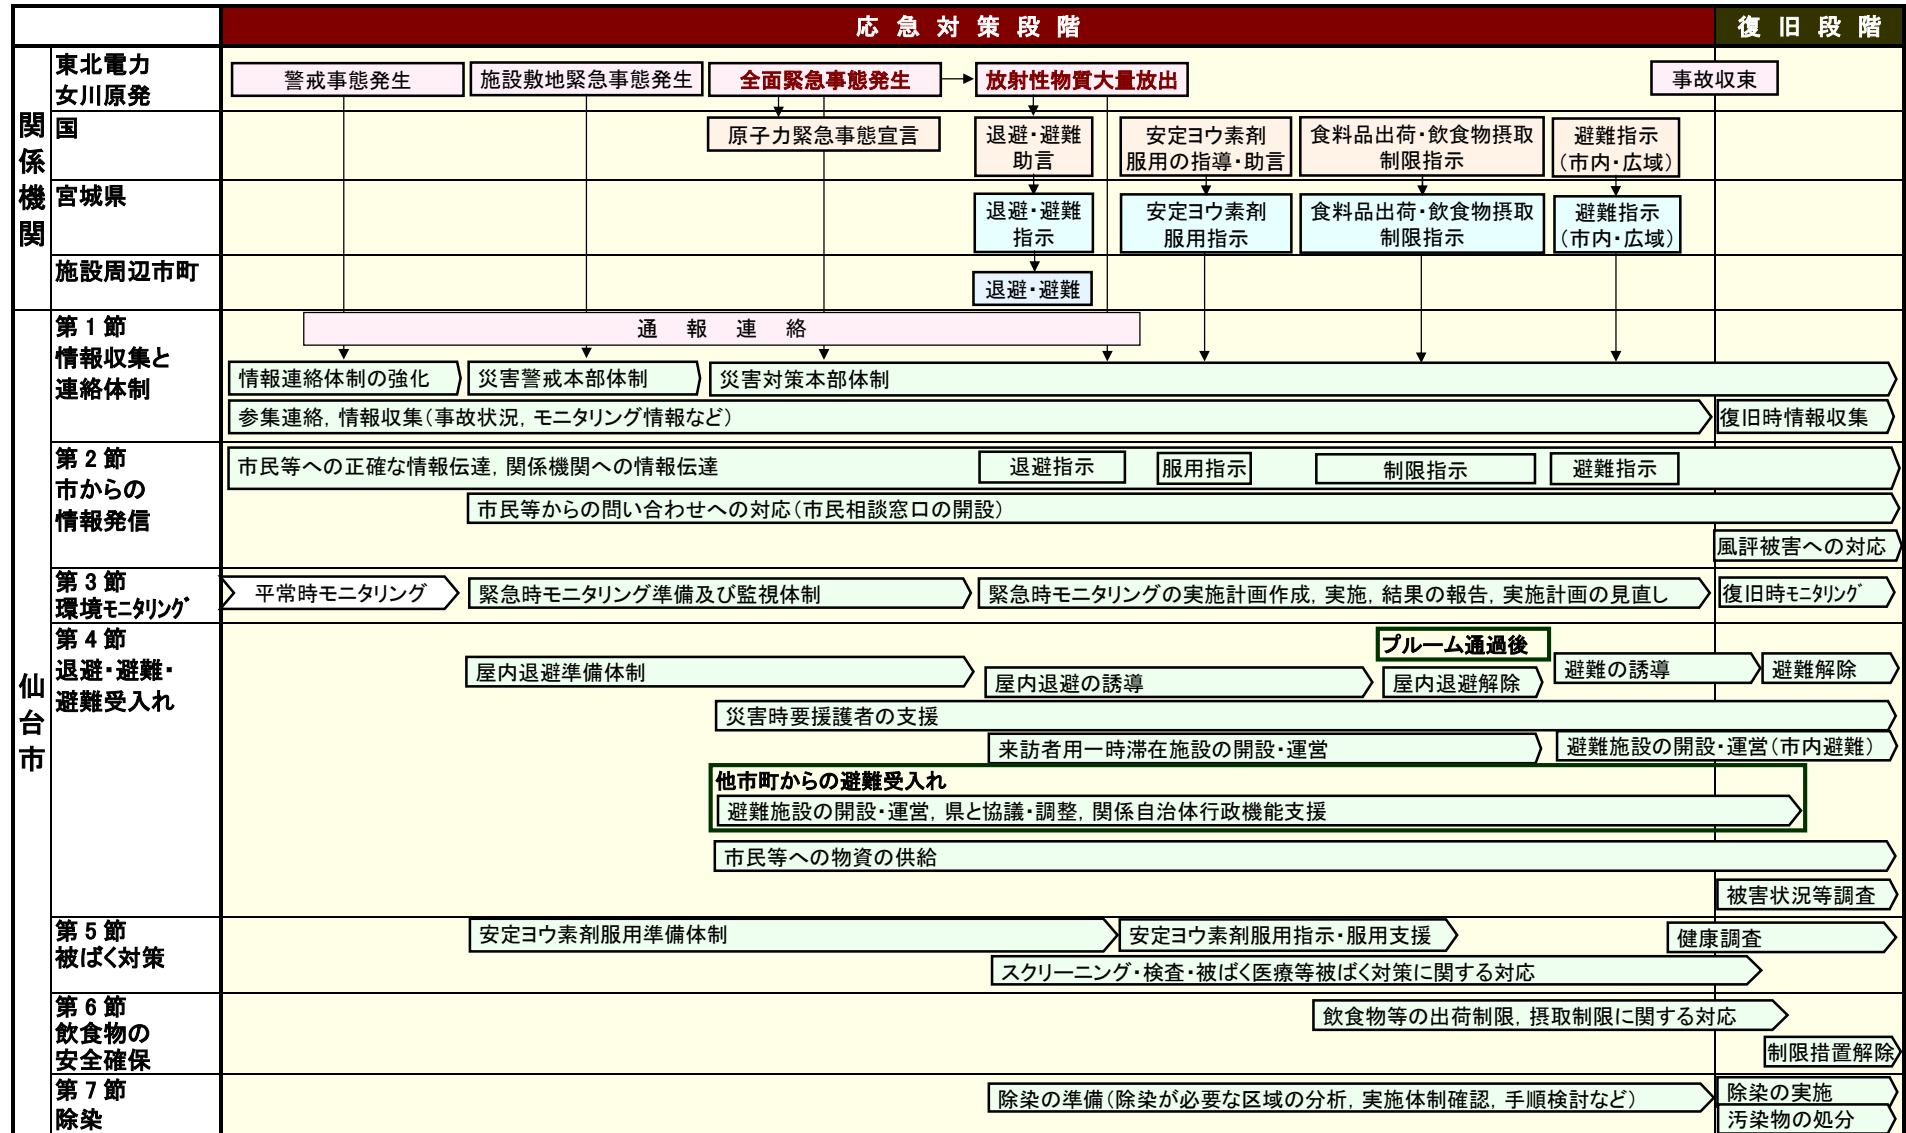 応急対策段階
復旧段階
関係機関
東北電力
女川原発
警戒事態発生
施設敷地緊急事態発生
全面緊急事態発生
放射性物質大量放出
事故収束
国
原子力緊急事態宣言
退避・避難
助言
安定ヨウ素剤
服用の指導・助言
食料品出荷・飲食物摂取
制限指示
避難指示
(市内・広域)
宮城県
退避・避難
指示
安定ヨウ素剤
服用指示
食料品出荷・飲食物摂取
制限指示
避難指示
(市内・広域)
施設周辺市町
退避・避難
仙台市
第1節
情報収集と
連絡体制
通報連絡
情報連絡体制の強化
災害警戒本部体制
災害対策本部体制
参集連絡,情報収集(事故状況,モニタリング情報など)
復旧時情報収集
第2節
市からの
情報発信
市民等への正確な情報伝達,関係機関への情報伝達
退避指示
服用指示
制限指示
避難指示
市民等からの問い合わせへの対応(市民相談窓口の開設)
風評被害への対応
第3節
環境モニタリング
平常時モニタリング
緊急時モニタリング準備及び監視体制
緊急時モニタリングの実施計画作成,実施,結果の報告,実施計画の見直し
復旧時モニタリング
第4節
退避・避難・
避難受入れ
プルーム通過後
屋内退避準備体制
屋内退避の誘導
屋内退避解除
避難の誘導
避難解除
災害時要援護者の支援
来訪者用一時滞在施設の開設・運営
避難施設の開設・運営(市内避難)
他市町からの避難受入れ
避難施設の開設・運営,県と協議・調整,関係自治体行政機能支援
市民等への物資の供給
被害状況等調査
第5節
被ばく対策
安定ヨウ素剤服用準備体制
安定ヨウ素剤服用指示・服用支援
健康調査
スクリーニング・検査・被ばく医療等被ばく対策に関する対応
第6節
飲食物の
安全確保
飲食物等の出荷制限,摂取制限に関する対応
制限措置解除
第7節
除染
除染の準備(除染が必要な区域の分析,実施体制確認,手順検討など)
除染の実施
汚染物の処分